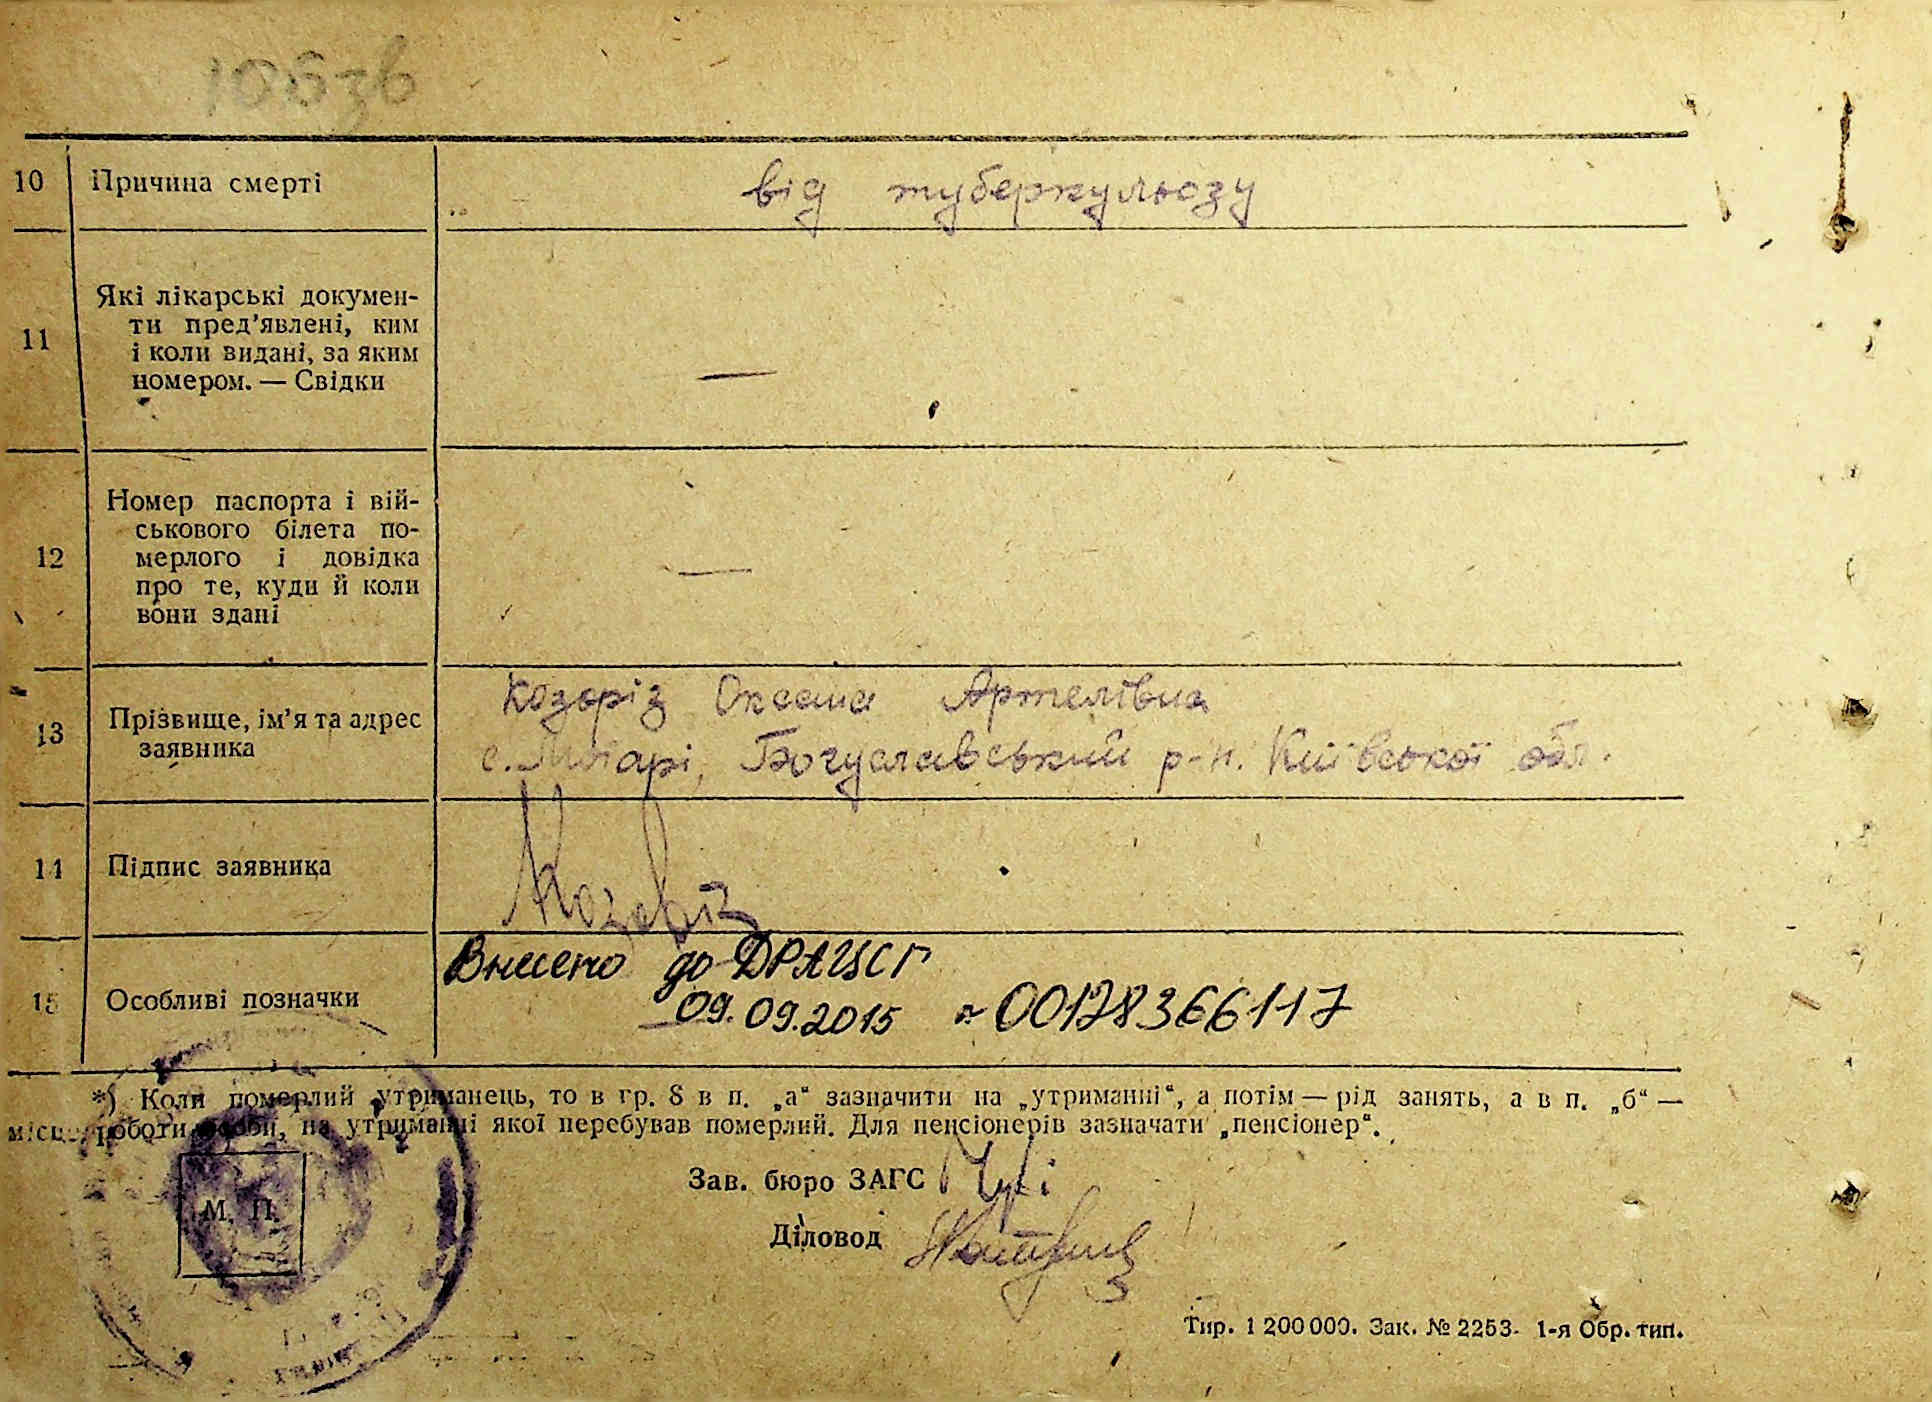 10 Причина смерті від туберкульозу
11 Які лікарські докумен-
ти пред’явлені, ким
і коли видані, за яким
номером. — Свідки —
12 Номер паспорта і вій-
ськового білета по-
мерлого і довідка
про те, куди й коли
вони здані —
13 Прізвище, ім’я та адрес
заявника
Козоріз Оксана Артемівна
с. Богуславський р-н. Київської обл.
14 Підпис заявника Козоріз
15 Особливі позначки
Внесено до ДРАЦСГ
09.09.2015 00128366117
*) Коли померлий утриманець, то в гр. 8 в п. „а“ зазначити на „утриманні“, а потім — рід занять, а в п. „б“ —
місце роботи особи, на утриманні якої перебував померлий. Для пенсіонерів зазначати „пенсіонер“.
Зав. бюро ЗАГС
М. П.
Діловод
Тир. 1 200 000. Зак. № 2253. 1-я Обр. тип.